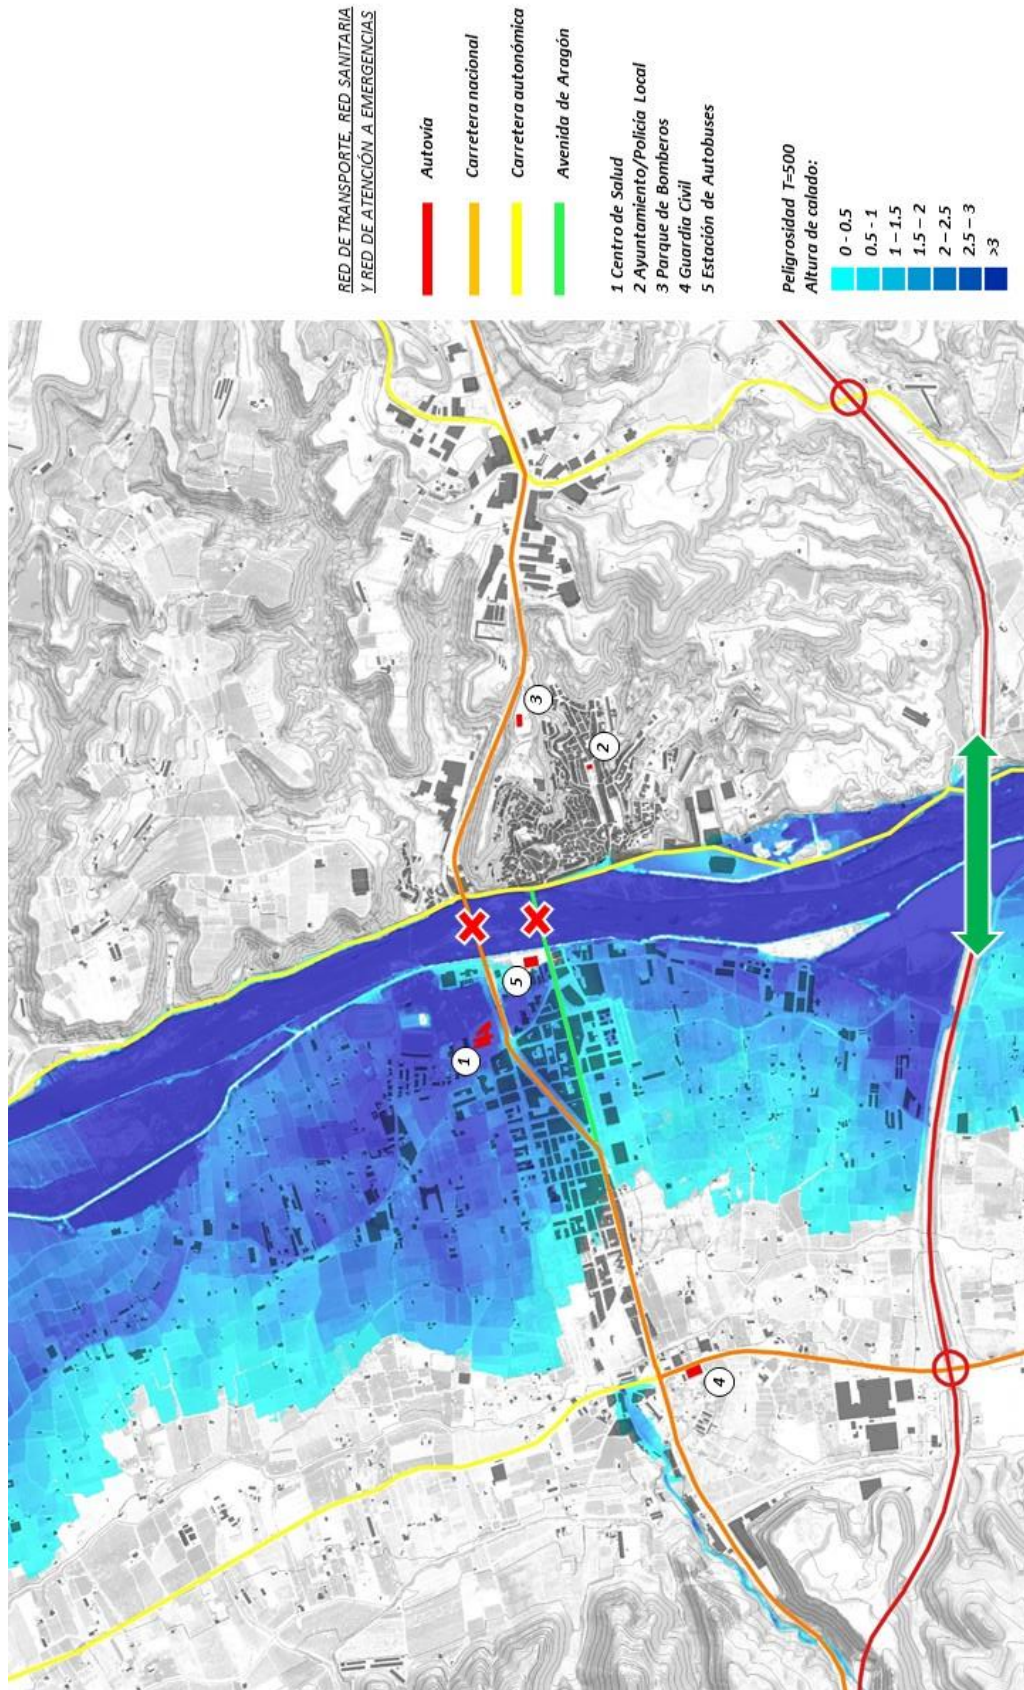 RED DE TRANSPORTE, RED SANITARIA
Y RED DE ATENCIÓN A EMERGENCIAS
Autovía
Carretera nacional
Carretera autonómica
Avenida de Aragón
1 Centro de Salud
2 Ayuntamiento/Policía Local
3 Parque de Bomberos
4 Guardia Civil
5 Estación de Autobuses
Peligrosidad T=500
Altura de calado:
0 - 0.5
0.5 - 1
1 – 1.5
1.5 – 2
2 – 2.5
2.5 – 3
>3
1
2
3
4
5